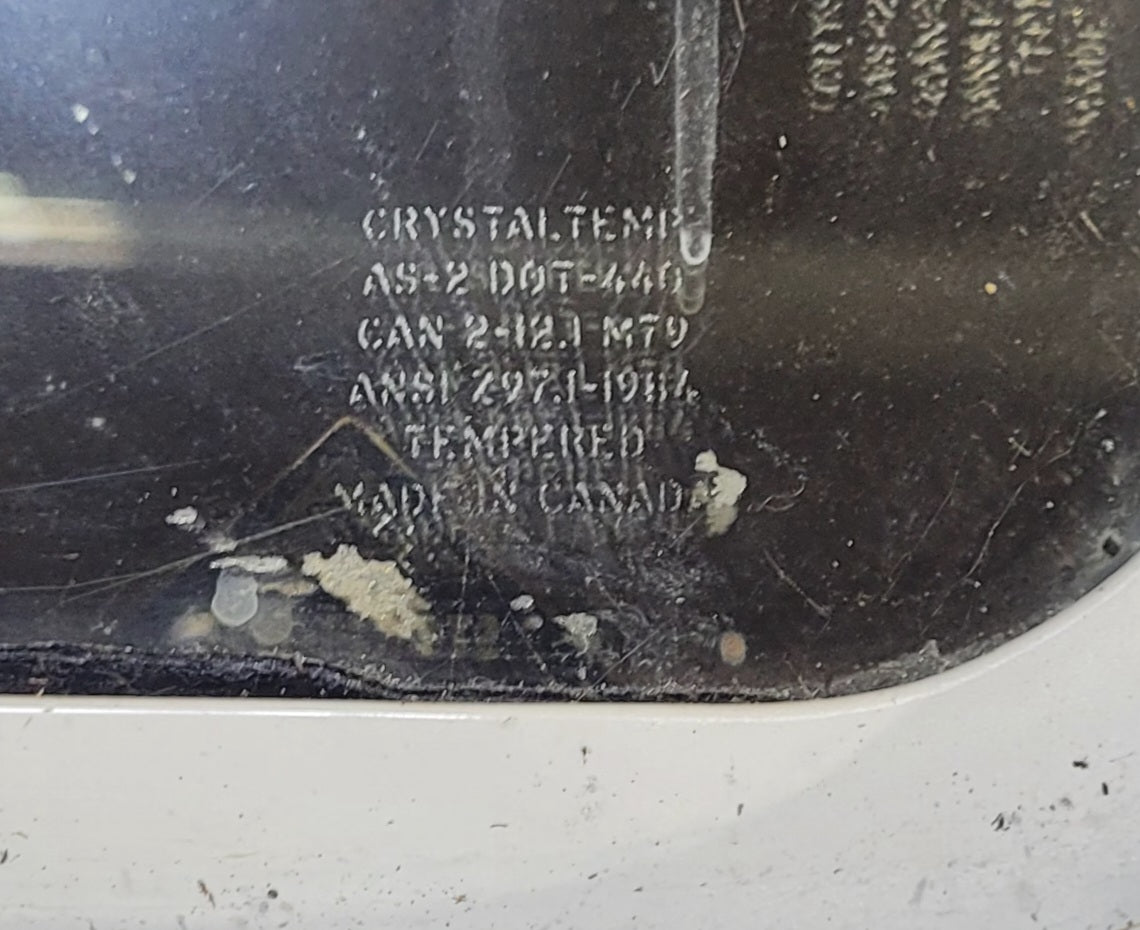 CRYSTALTEMP
AS-2 DOT-440
CAN 2-12.1 M79
ANSI Z97.1-1984
TEMPERED
MADE IN CANADA